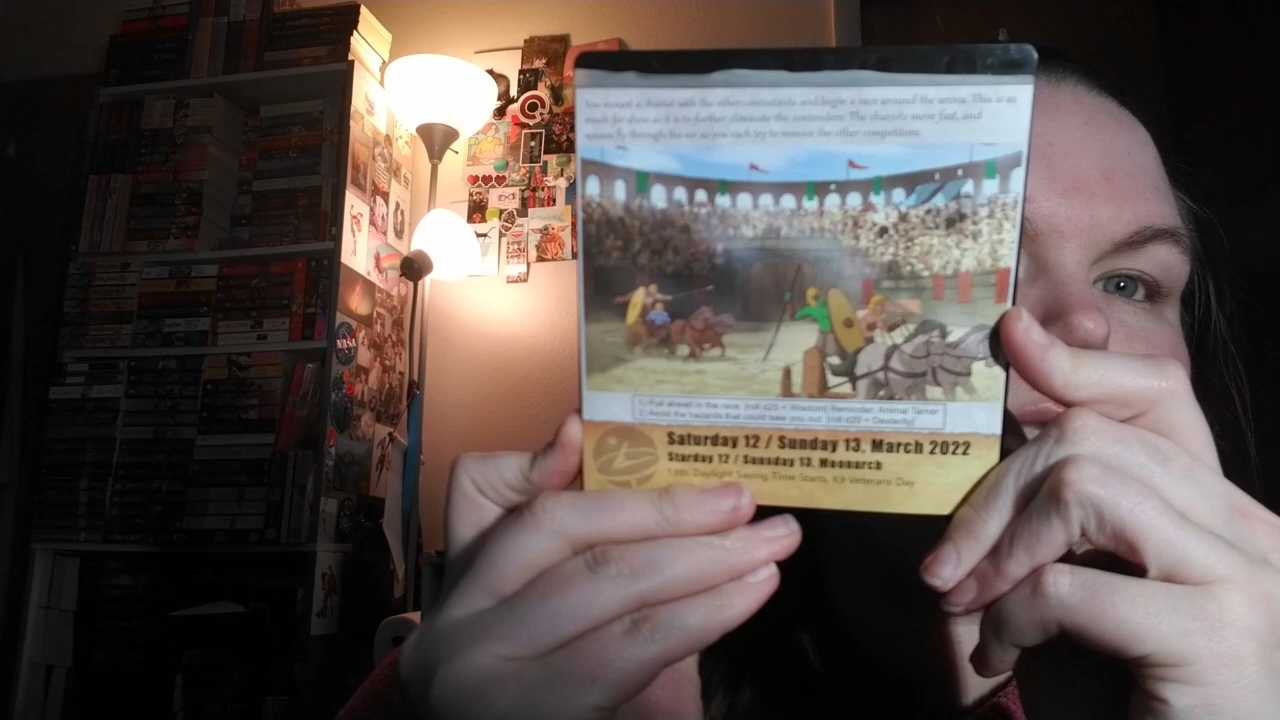 You mount a chariot with the other contestants and begin a race around the arena. This is as
much for show as it is to further eliminate the contenders. The chariots move fast, and
spears fly through the air as you each try to remove the other competitors.
1) Pull ahead in the race. [roll d20 + Wisdom] Reminder: Animal Tamer
2) Avoid the hazards that could take you out. [roll d20 + Dexterity]
Saturday 12 / Sunday 13, March 2022
Starday 12 / Sunsday 13, Moonarch
13th: Daylight Saving Time Starts, K9 Veterans Day
NASA